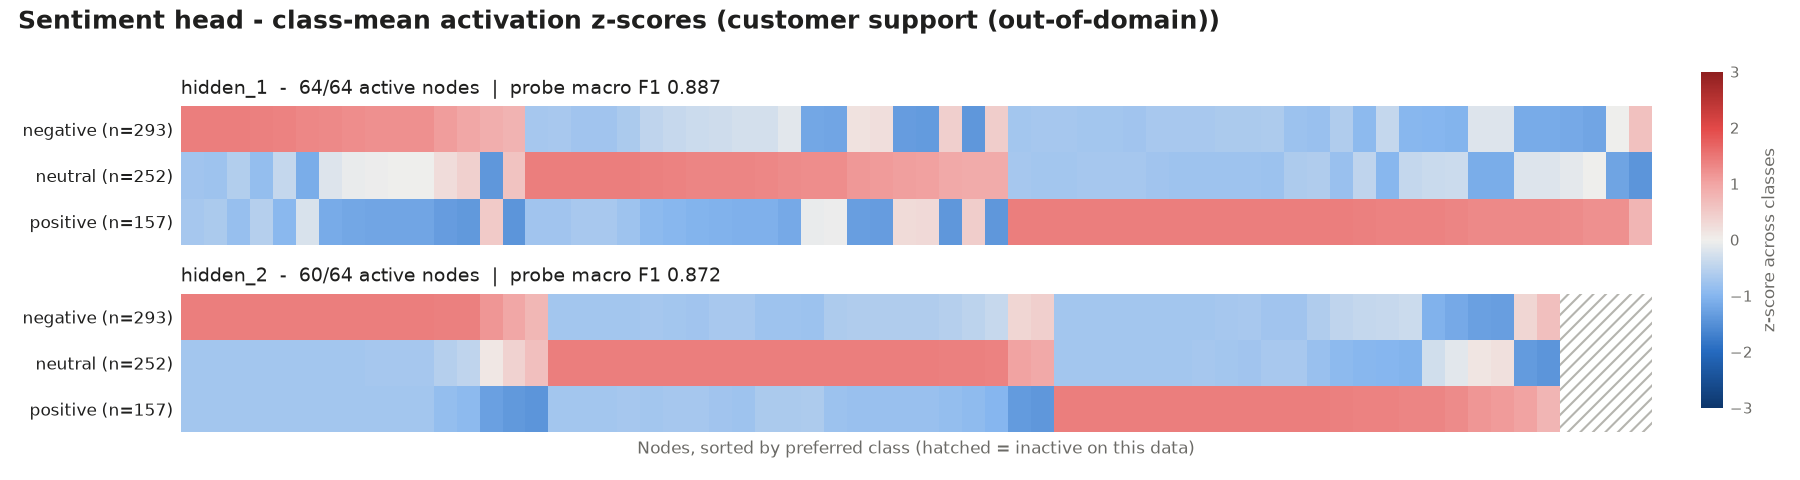 Sentiment head - class-mean activation z-scores (customer support (out-of-domain))
hidden_1 - 64/64 active nodes | probe macro F1 0.887
negative (n=293)
neutral (n=252)
positive (n=157)
hidden_2 - 60/64 active nodes | probe macro F1 0.872
negative (n=293)
neutral (n=252)
positive (n=157)
Nodes, sorted by preferred class (hatched = inactive on this data)
3
2
1
0
−1
−2
−3
z-score across classes